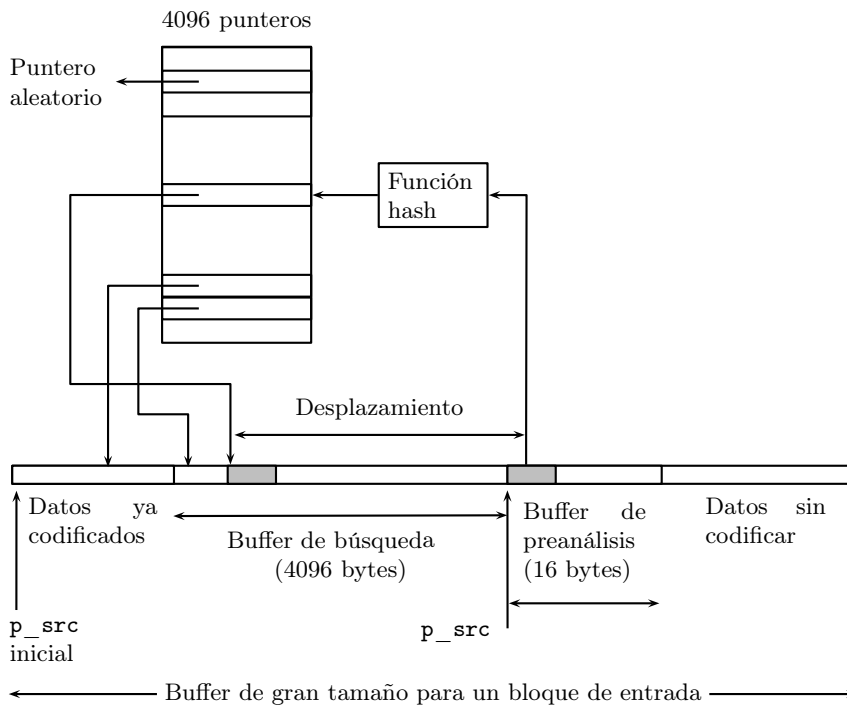 4096 punteros
Puntero
aleatorio
Función
hash
Desplazamiento
Datos ya
codificados
Buffer de búsqueda
(4096 bytes)
Buffer de
preanálisis
(16 bytes)
Datos sin
codificar
p_src
inicial
p_src
Buffer de gran tamaño para un bloque de entrada